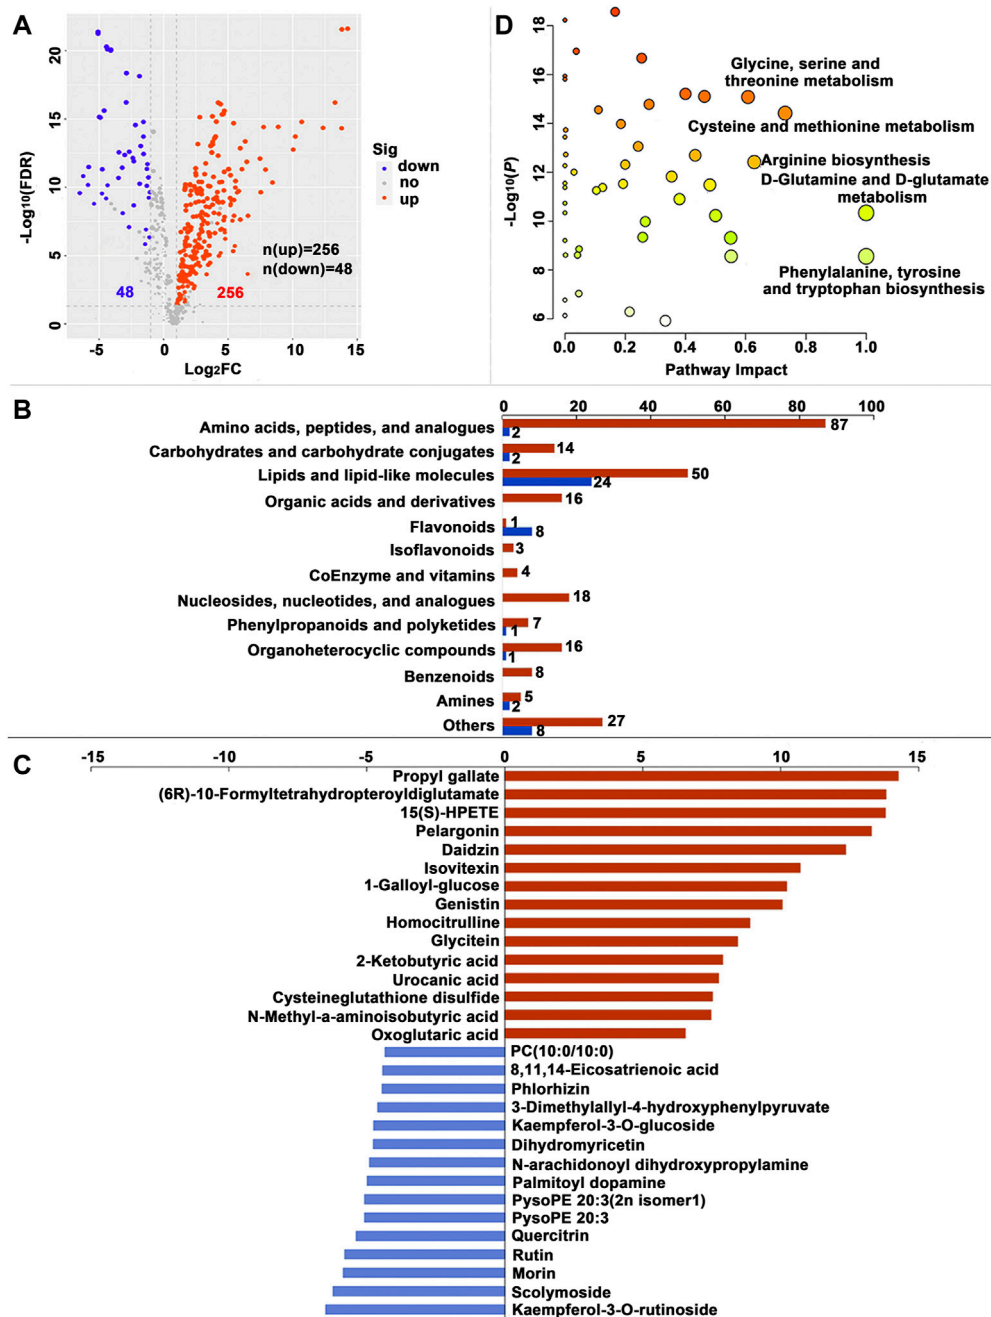 A
20
15
10
5
0
-Log10(FDR)
-5
0
5
10
15
Log2FC
n(up)=256
n(down)=48
48
256
Sig
down
no
up
D
18
16
14
12
10
8
6
-Log10(P)
Glycine, serine and
threonine metabolism
Cysteine and methionine metabolism
Arginine biosynthesis
D-Glutamine and D-glutamate
metabolism
Phenylalanine, tyrosine
and tryptophan biosynthesis
0.0 0.2 0.4 0.6 0.8 1.0
Pathway Impact
B
0 20 40 60 80 100
Amino acids, peptides, and analogues 87
2
Carbohydrates and carbohydrate conjugates 14
2
Lipids and lipid-like molecules 50
24
Organic acids and derivatives 16
Flavonoids 1
8
Isoflavonoids 3
CoEnzyme and vitamins 4
Nucleosides, nucleotides, and analogues 18
Phenylpropanoids and polyketides 7
1
Organoheterocyclic compounds 16
1
Benzenoids 8
Amines 5
2
Others 27
8
C
-15 -10 -5 0 5 10 15
Propyl gallate
(6R)-10-Formyltetrahydropteroyldiglutamate
15(S)-HPETE
Pelargonin
Daidzin
Isovitexin
1-Galloyl-glucose
Genistin
Homocitrulline
Glycitein
2-Ketobutyric acid
Urocanic acid
Cysteineglutathione disulfide
N-Methyl-a-aminoisobutyric acid
Oxoglutaric acid
PC(10:0/10:0)
8,11,14-Eicosatrienoic acid
Phlorhizin
3-Dimethylallyl-4-hydroxyphenylpyruvate
Kaempferol-3-O-glucoside
Dihydromyricetin
N-arachidonoyl dihydroxypropylamine
Palmitoyl dopamine
PysoPE 20:3(2n isomer1)
PysoPE 20:3
Quercitrin
Rutin
Morin
Scolymoside
Kaempferol-3-O-rutinoside